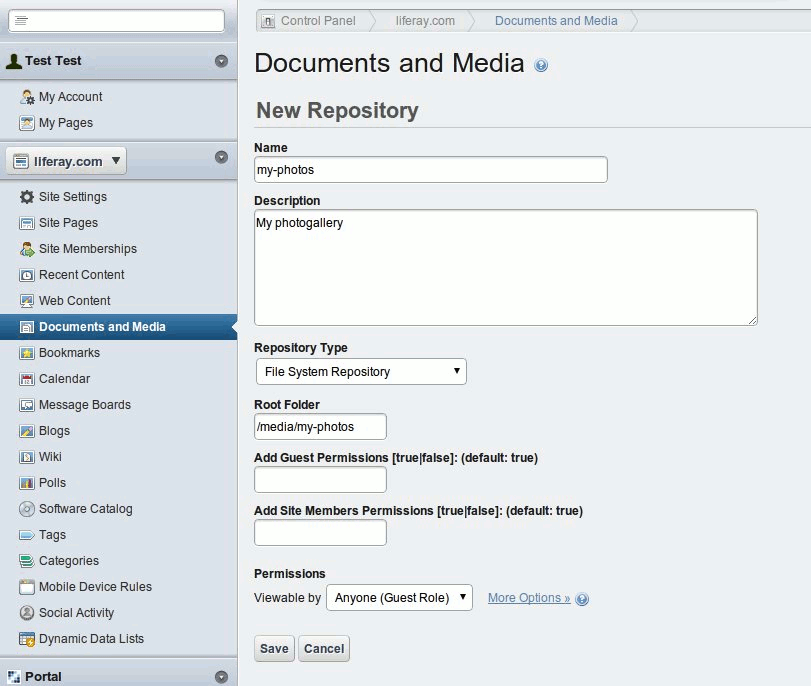 Test Test
My Account
My Pages
liferay.com
Site Settings
Site Pages
Site Memberships
Recent Content
Web Content
Documents and Media
Bookmarks
Calendar
Message Boards
Blogs
Wiki
Polls
Software Catalog
Tags
Categories
Mobile Device Rules
Social Activity
Dynamic Data Lists
Portal
Control Panel liferay.com Documents and Media
Documents and Media
New Repository
Name
my-photos
Description
My photogallery
Repository Type
File System Repository
Root Folder
/media/my-photos
Add Guest Permissions [true|false]: (default: true)
Add Site Members Permissions [true|false]: (default: true)
Permissions
Viewable by Anyone (Guest Role) More Options »
Save Cancel